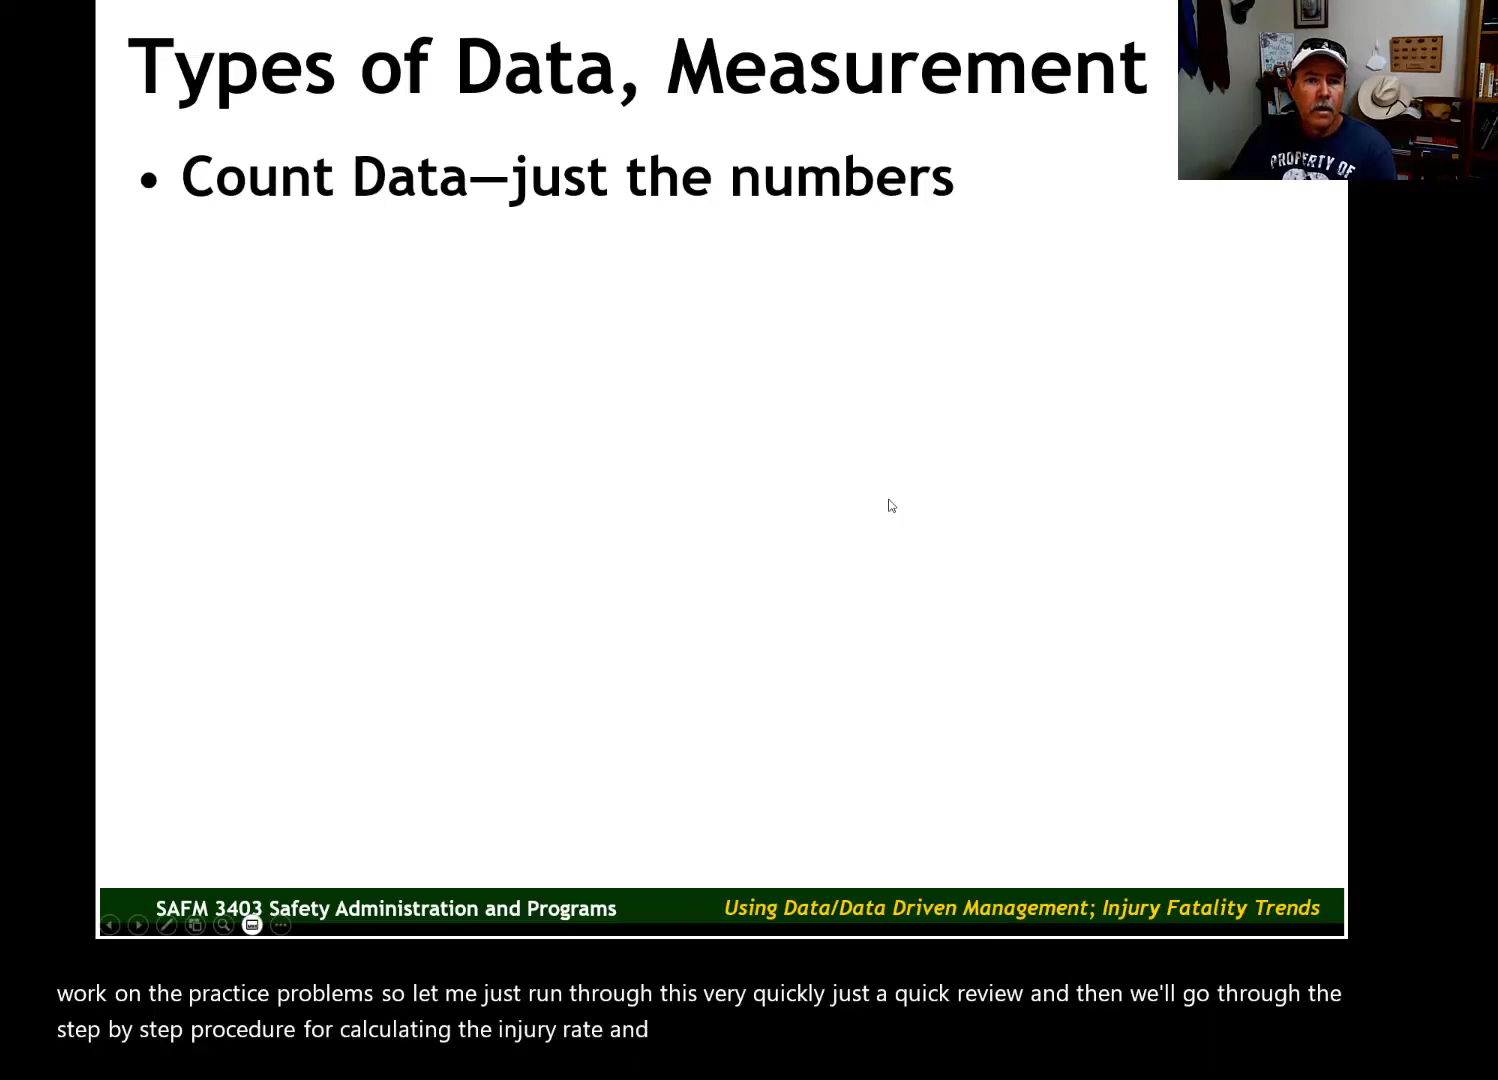 Types of Data, Measurement
• Count Data—just the numbers
PROPERTY OF
SAFM 3403 Safety Administration and Programs
Using Data/Data Driven Management; Injury Fatality Trends
work on the practice problems so let me just run through this very quickly just a quick review and then we'll go through the
step by step procedure for calculating the injury rate and